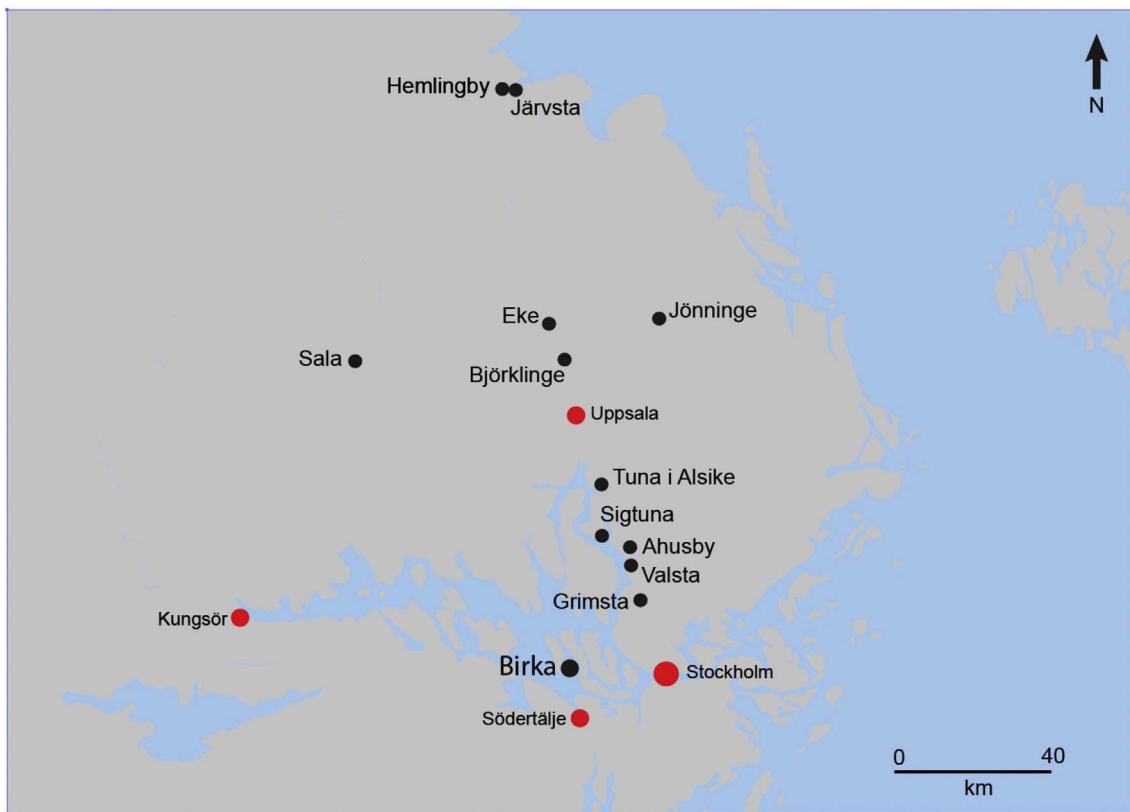 Hemlingby
Järvsta
N
Eke
Jönninge
Sala
Björklinge
Uppsala
Tuna i Alsike
Sigtuna
Ahusby
Valsta
Grimsta
Kungsör
Birka
Stockholm
Södertälje
0 40
km